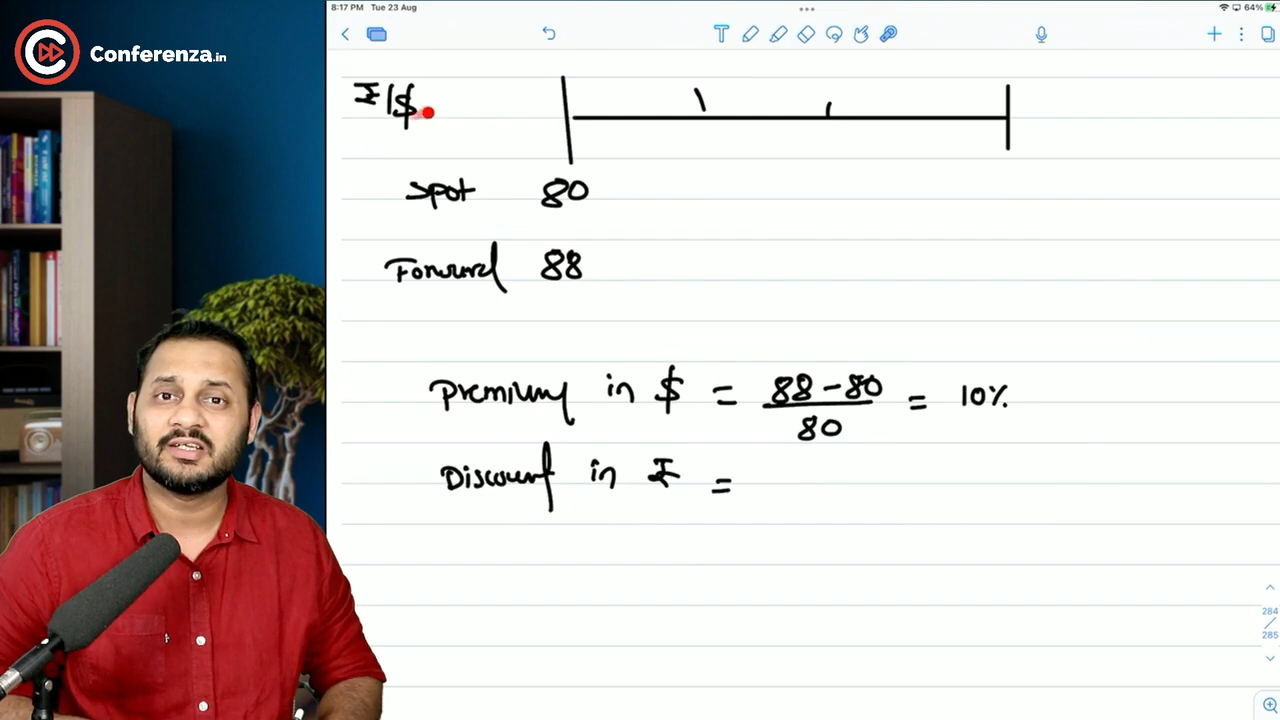 8:17 PM Tue 23 Aug
64%
Conferenza.in
₹/$
Spot 80
Forward 88
Premium in $ = 88-80 / 80 = 10%
Discount in ₹ =
284
285